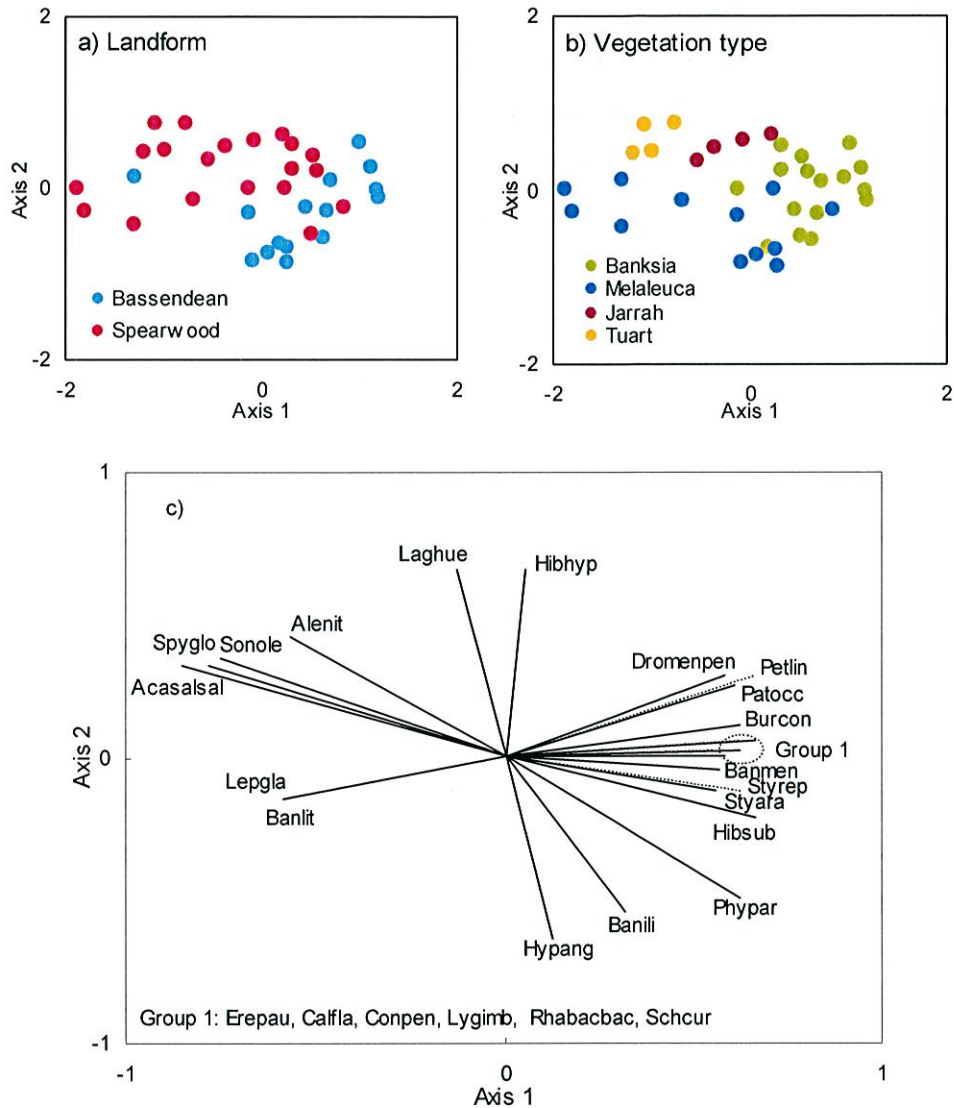 a) Landform
2
Axis 2
0
-2
Bassendean
Spearwood
-2
0
2
Axis 1
b) Vegetation type
2
Axis 2
0
-2
Banksia
Melaleuca
Jarrah
Tuart
-2
0
2
Axis 1
c)
1
Axis 2
0
-1
Laghue
Hibhyp
Alenit
Spyglo Sonole
Acasalsal
Dromenpen
Petlin
Patocc
Burcon
Group 1
Banmen
Styrep
Styara
Hibsub
Lepgla
Banlit
Phypar
Banili
Hypang
Group 1: Erepau, Calfla, Conpen, Lygimb, Rhabacbac, Schcur
-1
0
1
Axis 1